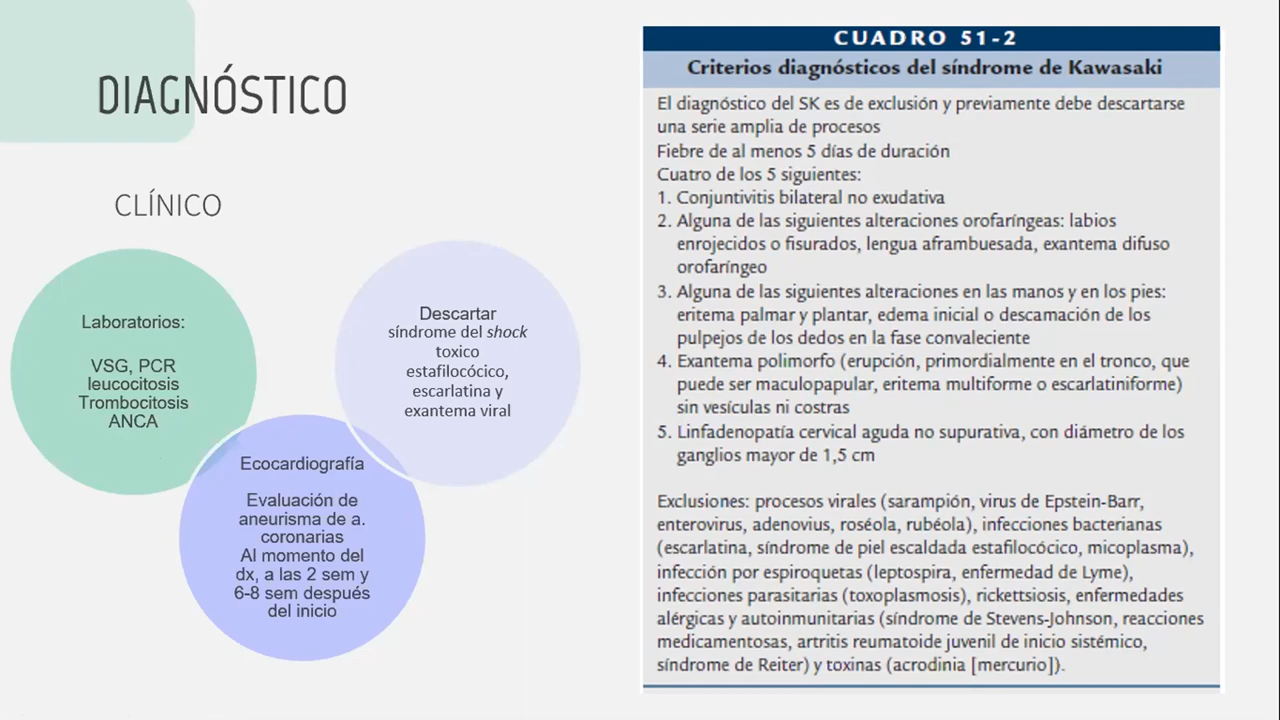 DIAGNÓSTICO
CLÍNICO
Laboratorios:
VSG, PCR
leucocitosis
Trombocitosis
ANCA
Ecocardiografía
Evaluación de
aneurisma de a.
coronarias
Al momento del
dx, a las 2 sem y
6-8 sem después
del inicio
Descartar
síndrome del shock
toxico
estafilocócico,
escarlatina y
exantema viral
CUADRO 51-2
Criterios diagnósticos del síndrome de Kawasaki
El diagnóstico del SK es de exclusión y previamente debe descartarse
una serie amplia de procesos
Fiebre de al menos 5 días de duración
Cuatro de los 5 siguientes:
1. Conjuntivitis bilateral no exudativa
2. Alguna de las siguientes alteraciones orofaríngeas: labios
enrojecidos o fisurados, lengua aframbuesada, exantema difuso
orofaríngeo
3. Alguna de las siguientes alteraciones en las manos y en los pies:
eritema palmar y plantar, edema inicial o descamación de los
pulpejos de los dedos en la fase convaleciente
4. Exantema polimorfo (erupción, primordialmente en el tronco, que
puede ser maculopapular, eritema multiforme o escarlatiniforme)
sin vesículas ni costras
5. Linfadenopatía cervical aguda no supurativa, con diámetro de los
ganglios mayor de 1,5 cm
Exclusiones: procesos virales (sarampión, virus de Epstein-Barr,
enterovirus, adenovius, roséola, rubéola), infecciones bacterianas
(escarlatina, síndrome de piel escaldada estafilocócico, micoplasma),
infección por espiroquetas (leptospira, enfermedad de Lyme),
infecciones parasitarias (toxoplasmosis), rickettsiosis, enfermedades
alérgicas y autoinmunitarias (síndrome de Stevens-Johnson, reacciones
medicamentosas, artritis reumatoide juvenil de inicio sistémico,
síndrome de Reiter) y toxinas (acrodinia [mercurio]).